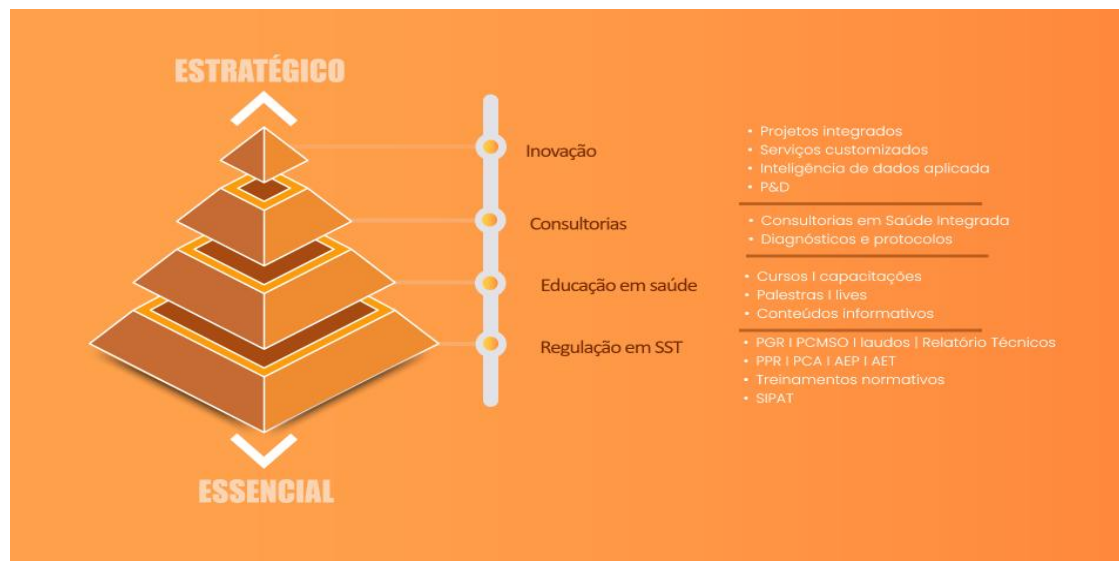 ESTRATÉGICO
Inovação
• Projetos integrados
• Serviços customizados
• Inteligência de dados aplicada
• P&D
Consultorias
• Consultorias em Saúde Integrada
• Diagnósticos e protocolos
Educação em saúde
• Cursos l capacitações
• Palestras l lives
• Conteúdos informativos
Regulação em SST
• PGR l PCMSO l laudos | Relatório Técnicos
• PPR l PCA l AEP l AET
• Treinamentos normativos
• SIPAT
ESSENCIAL